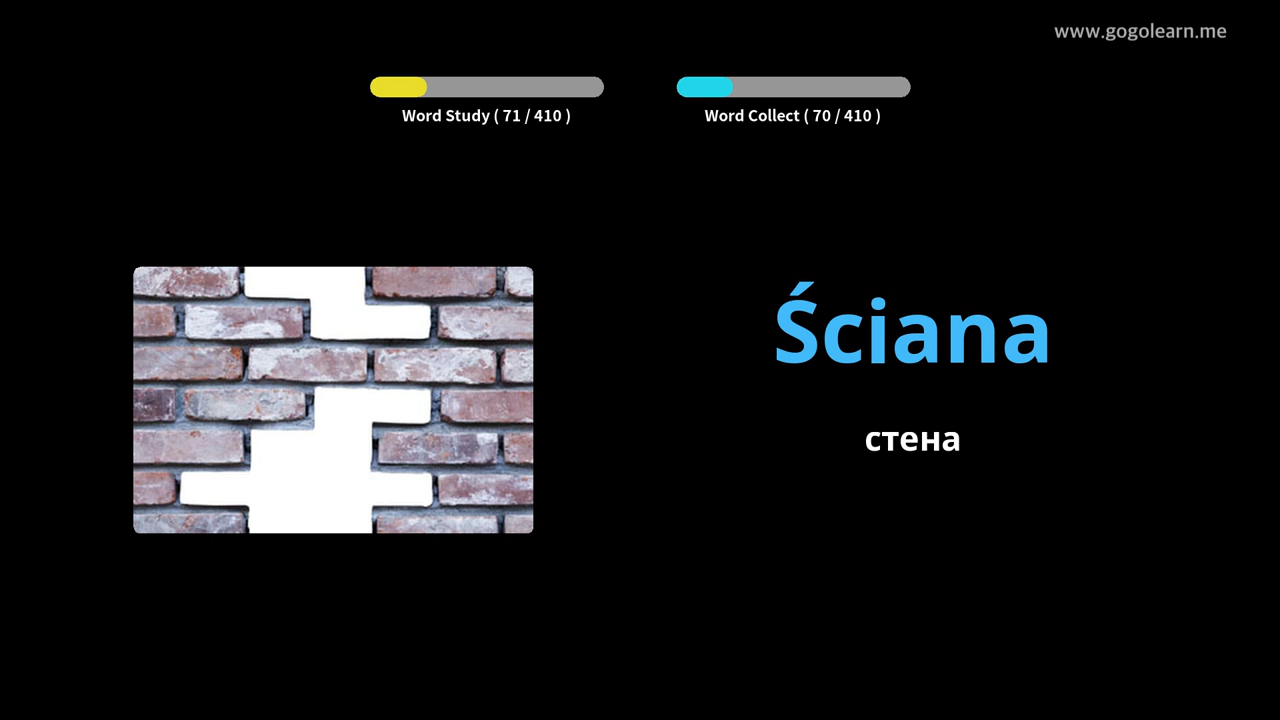 www.gogolearn.me
Word Study ( 71 / 410 )
Word Collect ( 70 / 410 )
Ściana
стена